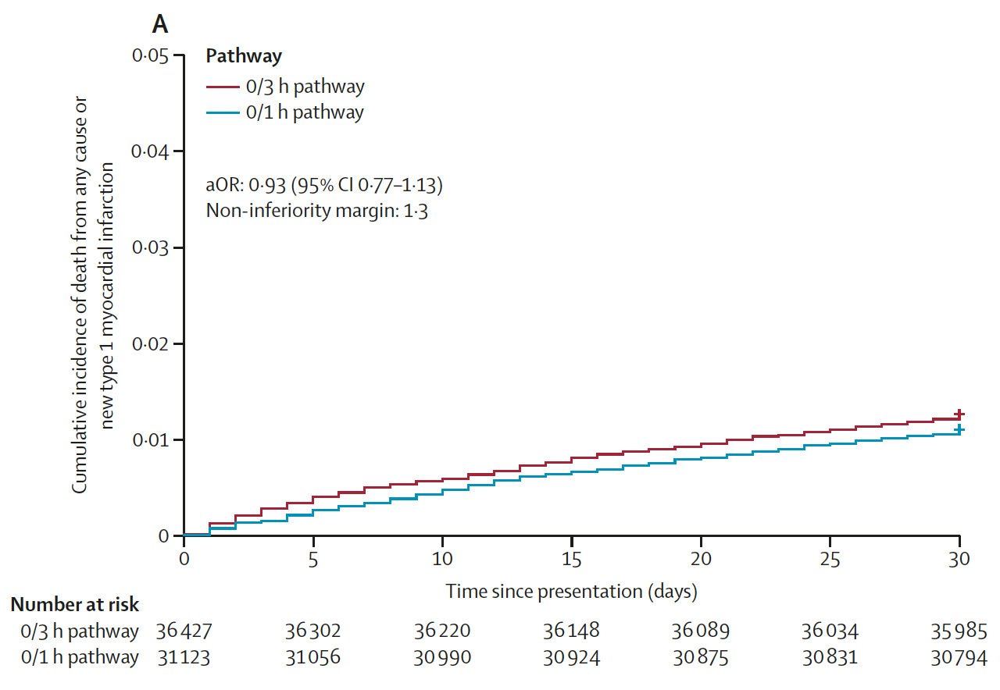 A
Pathway
0/3 h pathway
0/1 h pathway
aOR: 0·93 (95% CI 0·77–1·13)
Non-inferiority margin: 1·3
Cumulative incidence of death from any cause or
new type 1 myocardial infarction
0·05
0·04
0·03
0·02
0·01
0
0 5 10 15 20 25 30
Time since presentation (days)
Number at risk
0/3 h pathway 36 427 36 302 36 220 36 148 36 089 36 034 35 985
0/1 h pathway 31 123 31 056 30 990 30 924 30 875 30 831 30 794